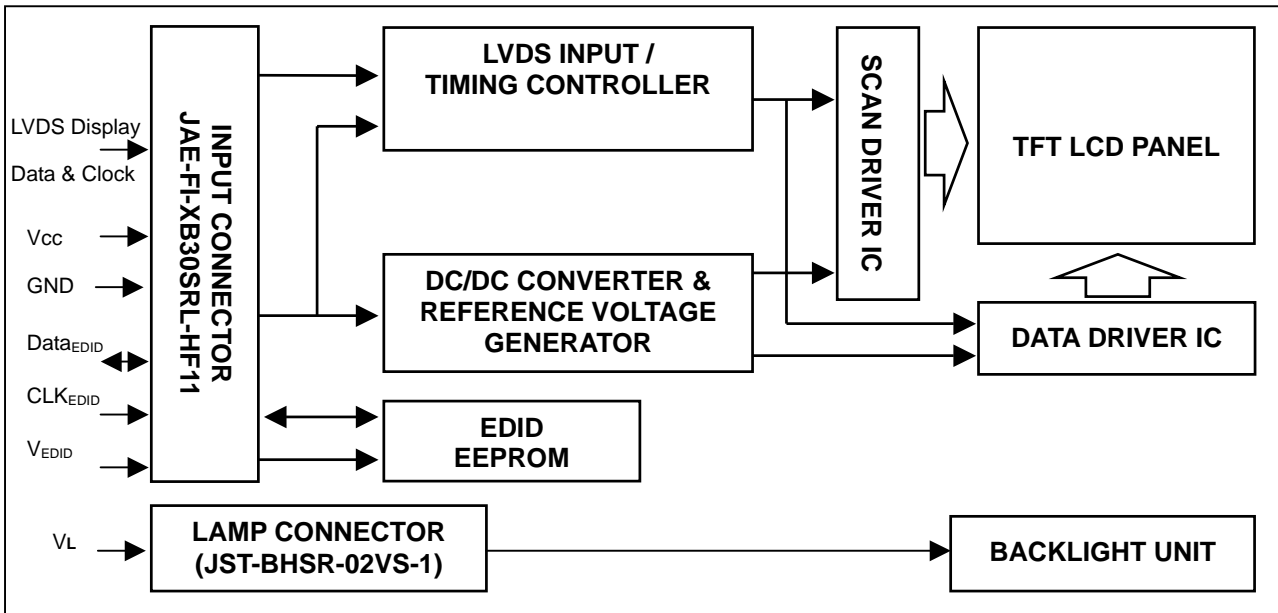 LVDS Display
Data & Clock
Vcc
GND
DataEDID
CLKEDID
VEDID
VL
INPUT CONNECTOR
JAE-FI-XB30SRL-HF11
LVDS INPUT /
TIMING CONTROLLER
DC/DC CONVERTER &
REFERENCE VOLTAGE
GENERATOR
EDID
EEPROM
LAMP CONNECTOR
(JST-BHSR-02VS-1)
SCAN DRIVER IC
TFT LCD PANEL
DATA DRIVER IC
BACKLIGHT UNIT